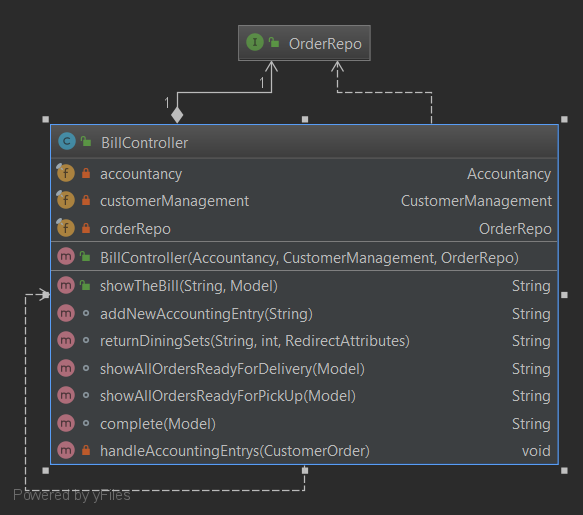 I OrderRepo
1
1
C BillController
f accountancy Accountancy
f customerManagement CustomerManagement
f orderRepo OrderRepo
m BillController(Accountancy, CustomerManagement, OrderRepo)
m showTheBill(String, Model) String
m addNewAccountingEntry(String) String
m returnDiningSets(String, int, RedirectAttributes) String
m showAllOrdersReadyForDelivery(Model) String
m showAllOrdersReadyForPickUp(Model) String
m complete(Model) String
m handleAccountingEntrys(CustomerOrder) void
Powered by yFiles